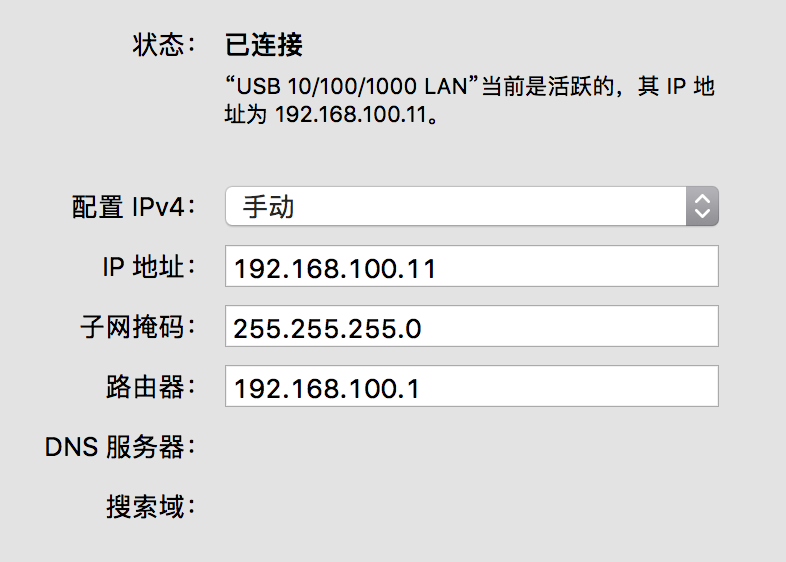 状态： 已连接
“USB 10/100/1000 LAN”当前是活跃的，其 IP 地
址为 192.168.100.11。
配置 IPv4： 手动
IP 地址： 192.168.100.11
子网掩码： 255.255.255.0
路由器： 192.168.100.1
DNS 服务器：
搜索域：